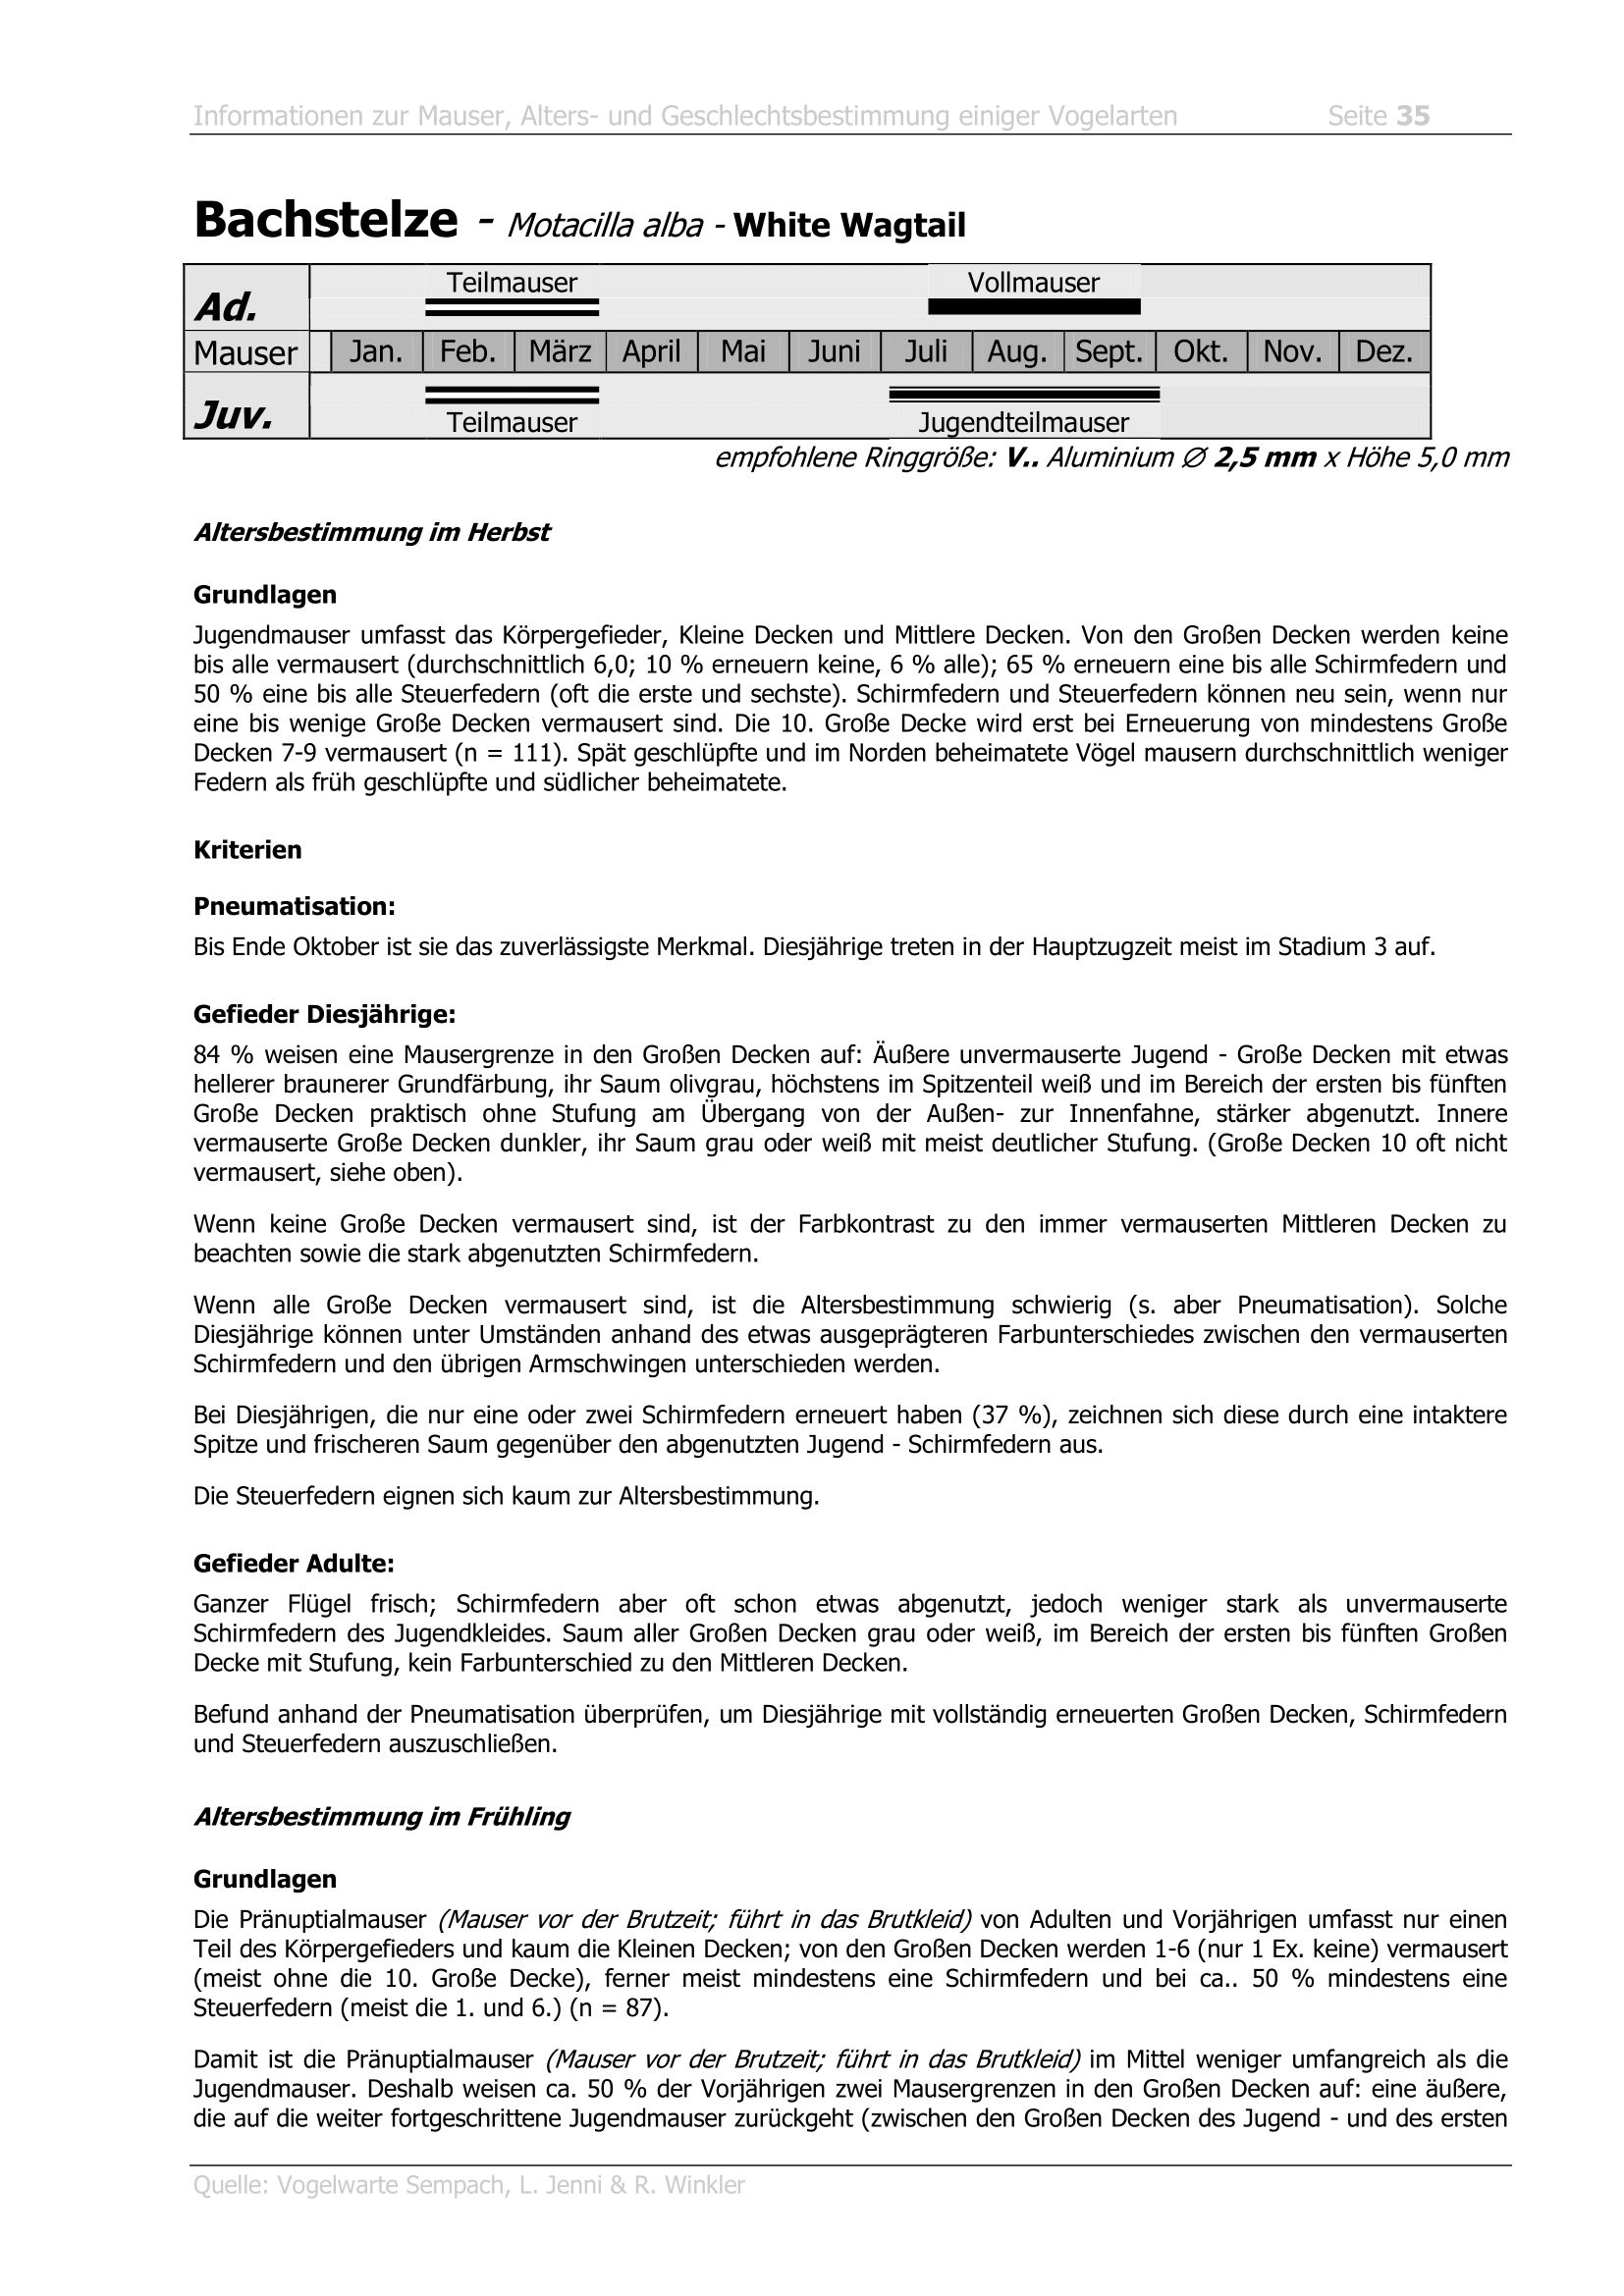 Informationen zur Mauser, Alters- und Geschlechtsbestimmung einiger Vogelarten Seite 35
Bachstelze - Motacilla alba - White Wagtail
Teilmauser Vollmauser
Ad.
Mauser Jan. Feb. März April Mai Juni Juli Aug. Sept. Okt. Nov. Dez.
Juv.
Teilmauser Jugendteilmauser
empfohlene Ringgröße: V.. Aluminium ∅ 2,5 mm x Höhe 5,0 mm
Altersbestimmung im Herbst
Grundlagen
Jugendmauser umfasst das Körpergefieder, Kleine Decken und Mittlere Decken. Von den Großen Decken werden keine
bis alle vermausert (durchschnittlich 6,0; 10 % erneuern keine, 6 % alle); 65 % erneuern eine bis alle Schirmfedern und
50 % eine bis alle Steuerfedern (oft die erste und sechste). Schirmfedern und Steuerfedern können neu sein, wenn nur
eine bis wenige Große Decken vermausert sind. Die 10. Große Decke wird erst bei Erneuerung von mindestens Große
Decken 7-9 vermausert (n = 111). Spät geschlüpfte und im Norden beheimatete Vögel mausern durchschnittlich weniger
Federn als früh geschlüpfte und südlicher beheimatete.
Kriterien
Pneumatisation:
Bis Ende Oktober ist sie das zuverlässigste Merkmal. Diesjährige treten in der Hauptzugzeit meist im Stadium 3 auf.
Gefieder Diesjährige:
84 % weisen eine Mausergrenze in den Großen Decken auf: Äußere unvermauserte Jugend - Große Decken mit etwas
hellerer braunerer Grundfärbung, ihr Saum olivgrau, höchstens im Spitzenteil weiß und im Bereich der ersten bis fünften
Große Decken praktisch ohne Stufung am Übergang von der Außen- zur Innenfahne, stärker abgenutzt. Innere
vermauserte Große Decken dunkler, ihr Saum grau oder weiß mit meist deutlicher Stufung. (Große Decken 10 oft nicht
vermausert, siehe oben).
Wenn keine Große Decken vermausert sind, ist der Farbkontrast zu den immer vermauserten Mittleren Decken zu
beachten sowie die stark abgenutzten Schirmfedern.
Wenn alle Große Decken vermausert sind, ist die Altersbestimmung schwierig (s. aber Pneumatisation). Solche
Diesjährige können unter Umständen anhand des etwas ausgeprägteren Farbunterschiedes zwischen den vermauserten
Schirmfedern und den übrigen Armschwingen unterschieden werden.
Bei Diesjährigen, die nur eine oder zwei Schirmfedern erneuert haben (37 %), zeichnen sich diese durch eine intaktere
Spitze und frischeren Saum gegenüber den abgenutzten Jugend - Schirmfedern aus.
Die Steuerfedern eignen sich kaum zur Altersbestimmung.
Gefieder Adulte:
Ganzer Flügel frisch; Schirmfedern aber oft schon etwas abgenutzt, jedoch weniger stark als unvermauserte
Schirmfedern des Jugendkleides. Saum aller Großen Decken grau oder weiß, im Bereich der ersten bis fünften Großen
Decke mit Stufung, kein Farbunterschied zu den Mittleren Decken.
Befund anhand der Pneumatisation überprüfen, um Diesjährige mit vollständig erneuerten Großen Decken, Schirmfedern
und Steuerfedern auszuschließen.
Altersbestimmung im Frühling
Grundlagen
Die Pränuptialmauser (Mauser vor der Brutzeit; führt in das Brutkleid) von Adulten und Vorjährigen umfasst nur einen
Teil des Körpergefieders und kaum die Kleinen Decken; von den Großen Decken werden 1-6 (nur 1 Ex. keine) vermausert
(meist ohne die 10. Große Decke), ferner meist mindestens eine Schirmfedern und bei ca.. 50 % mindestens eine
Steuerfedern (meist die 1. und 6.) (n = 87).
Damit ist die Pränuptialmauser (Mauser vor der Brutzeit; führt in das Brutkleid) im Mittel weniger umfangreich als die
Jugendmauser. Deshalb weisen ca. 50 % der Vorjährigen zwei Mausergrenzen in den Großen Decken auf: eine äußere,
die auf die weiter fortgeschrittene Jugendmauser zurückgeht (zwischen den Großen Decken des Jugend - und des ersten
Quelle: Vogelwarte Sempach, L. Jenni & R. Winkler